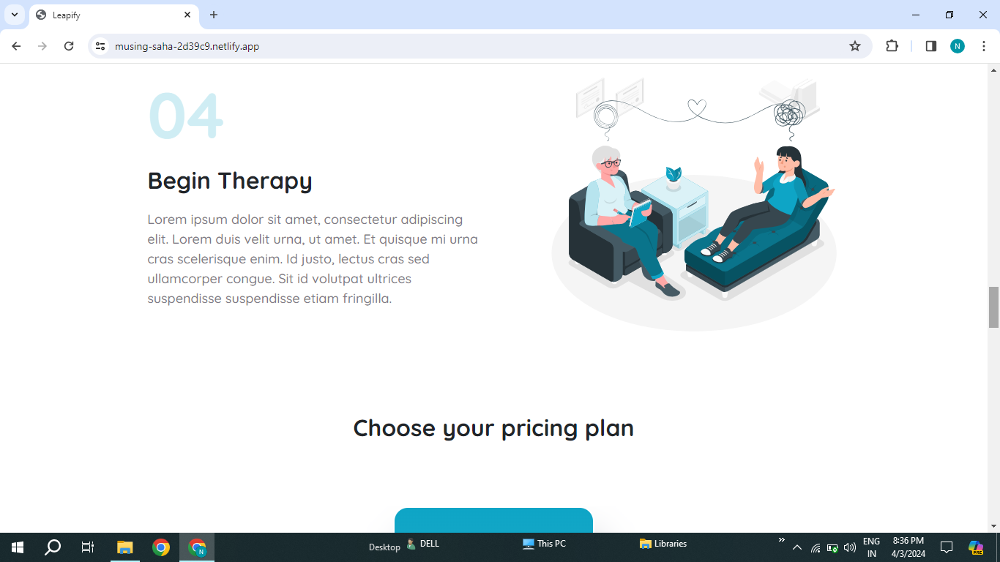 Leapify
musing-saha-2d39c9.netlify.app
N
04
Begin Therapy
Lorem ipsum dolor sit amet, consectetur adipiscing
elit. Lorem duis velit urna, ut amet. Et quisque mi urna
cras scelerisque enim. Id justo, lectus cras sed
ullamcorper congue. Sit id volutpat ultrices
suspendisse suspendisse etiam fringilla.
Choose your pricing plan
N
Desktop
DELL
This PC
Libraries
»
ENG
IN
8:36 PM
4/3/2024
PRE